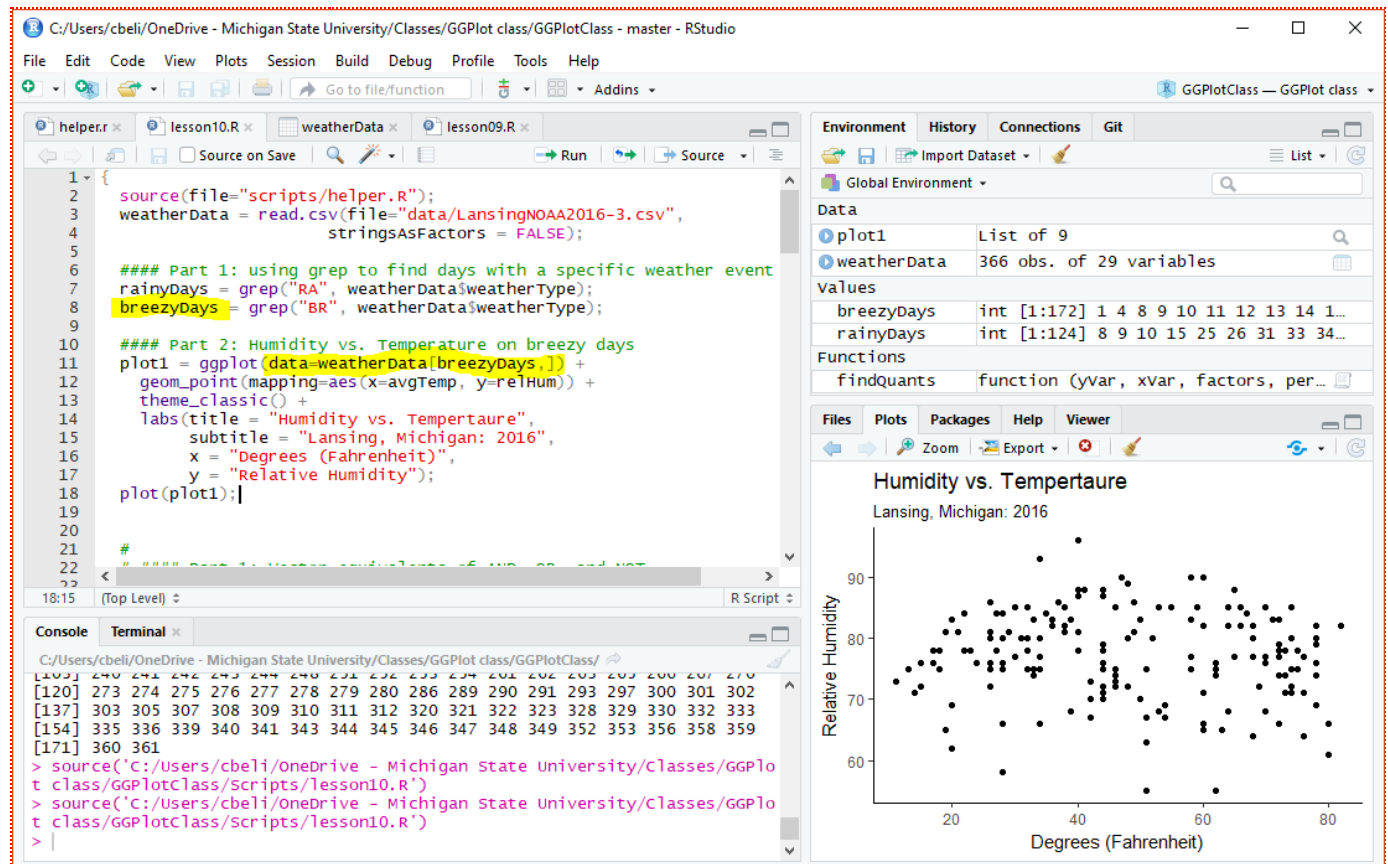 C:/Users/cbeli/OneDrive - Michigan State University/Classes/GGPlot class/GGPlotClass - master - RStudio
File Edit Code View Plots Session Build Debug Profile Tools Help
Go to file/function Addins GGPlotClass — GGPlot class
helper.r lesson10.R weatherData lesson09.R
Source on Save Run Source
1 {
2 source(file="scripts/helper.R");
3 weatherData = read.csv(file="data/LansingNOAA2016-3.csv",
4 stringsAsFactors = FALSE);
5
6 #### Part 1: using grep to find days with a specific weather event
7 rainyDays = grep("RA", weatherData$weatherType);
8 breezyDays = grep("BR", weatherData$weatherType);
9
10 #### Part 2: Humidity vs. Temperature on breezy days
11 plot1 = ggplot(data=weatherData[breezyDays,]) +
12 geom_point(mapping=aes(x=avgTemp, y=relHum)) +
13 theme_classic() +
14 labs(title = "Humidity vs. Tempertaure",
15 subtitle = "Lansing, Michigan: 2016",
16 x = "Degrees (Fahrenheit)",
17 y = "Relative Humidity");
18 plot(plot1);
19
20
21 #
22
23
18:15 (Top Level) R Script
Console Terminal
C:/Users/cbeli/OneDrive - Michigan State University/Classes/GGPlot class/GGPlotClass/
[120] 273 274 275 276 277 278 279 280 286 289 290 291 293 297 300 301 302
[137] 303 305 307 308 309 310 311 312 320 321 322 323 328 329 330 332 333
[154] 335 336 339 340 341 343 344 345 346 347 348 349 352 353 356 358 359
[171] 360 361
> source('C:/Users/cbeli/OneDrive - Michigan State University/Classes/GGPlo
t class/GGPlotClass/Scripts/lesson10.R')
> source('C:/Users/cbeli/OneDrive - Michigan State University/Classes/GGPlo
t class/GGPlotClass/Scripts/lesson10.R')
>
Environment History Connections Git
Import Dataset List
Global Environment
Data
plot1 List of 9
weatherData 366 obs. of 29 variables
Values
breezyDays int [1:172] 1 4 8 9 10 11 12 13 14 1…
rainyDays int [1:124] 8 9 10 15 25 26 31 33 34…
Functions
findQuants function (yVar, xVar, factors, per…
Files Plots Packages Help Viewer
Zoom Export
Humidity vs. Tempertaure
Lansing, Michigan: 2016
Relative Humidity
90
80
70
60
20 40 60 80
Degrees (Fahrenheit)